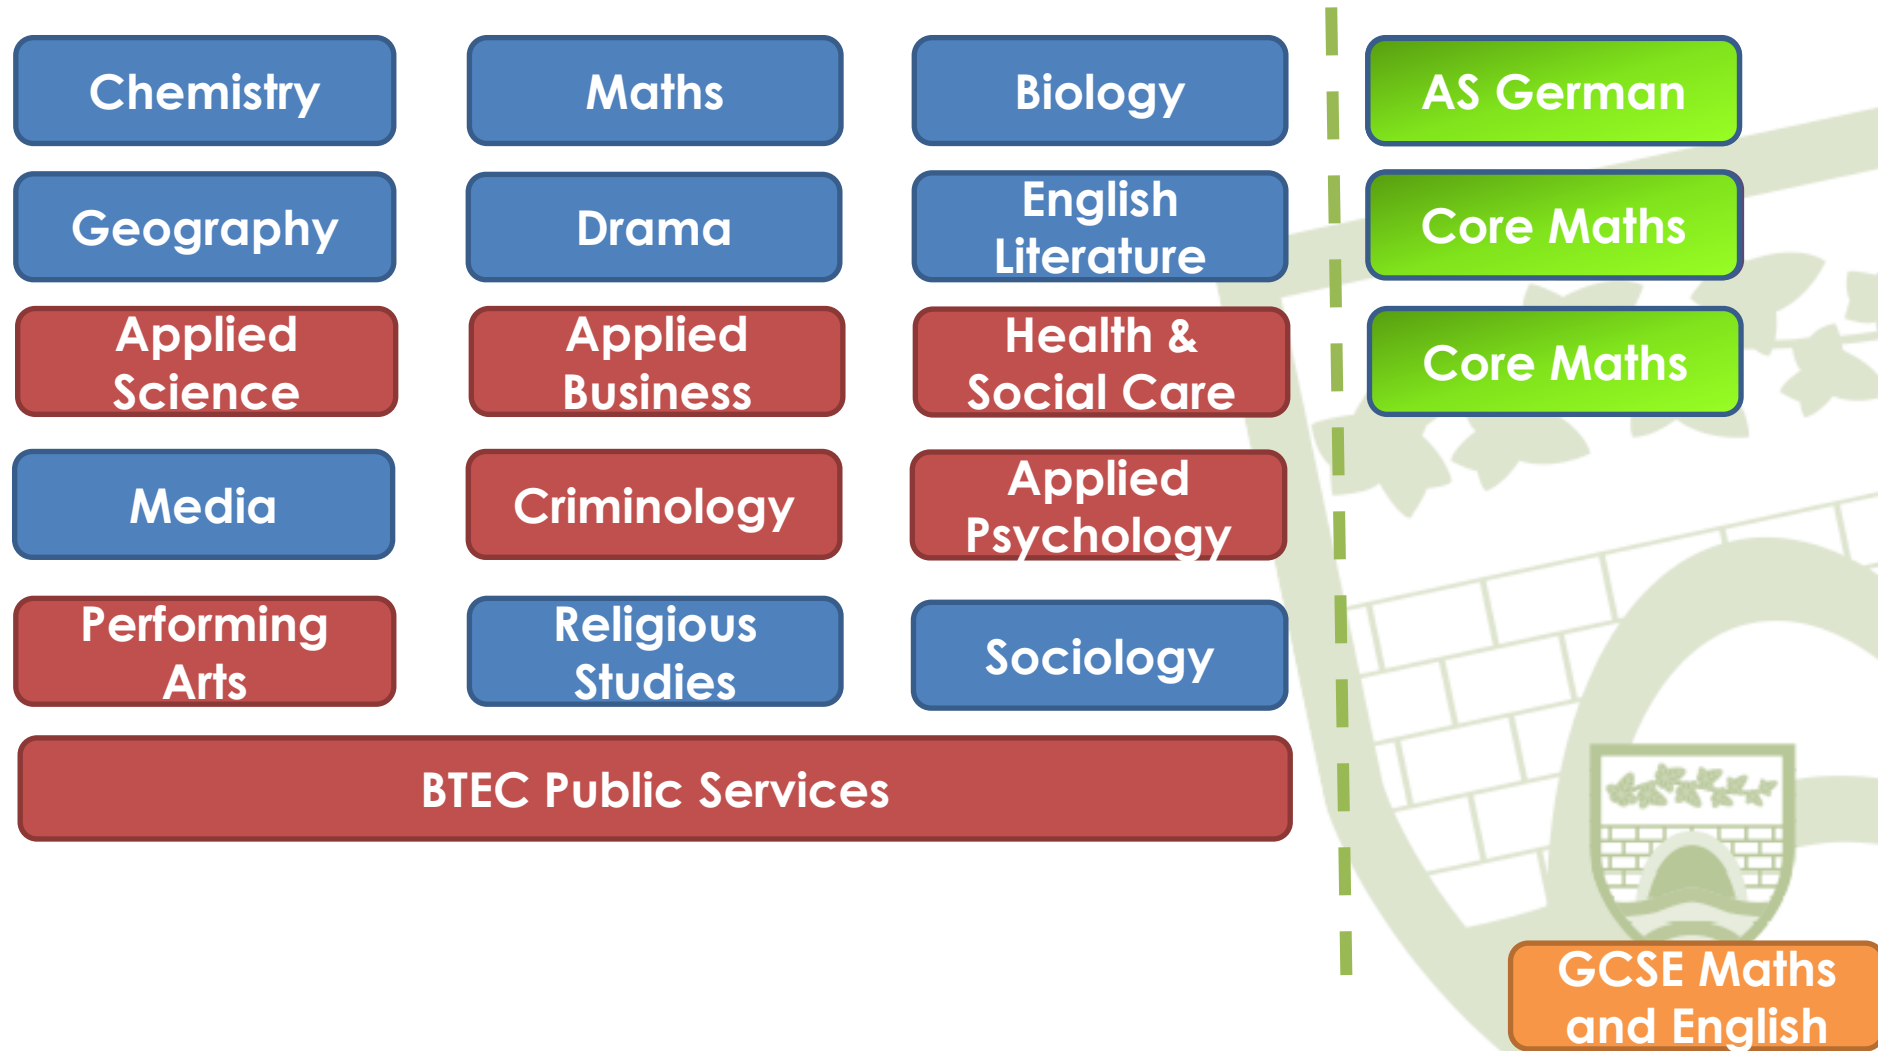 Chemistry
Maths
Biology
AS German
Geography
Drama
English
Literature
Core Maths
Applied
Science
Applied
Business
Health &
Social Care
Core Maths
Media
Criminology
Applied
Psychology
Performing
Arts
Religious
Studies
Sociology
BTEC Public Services
GCSE Maths
and English